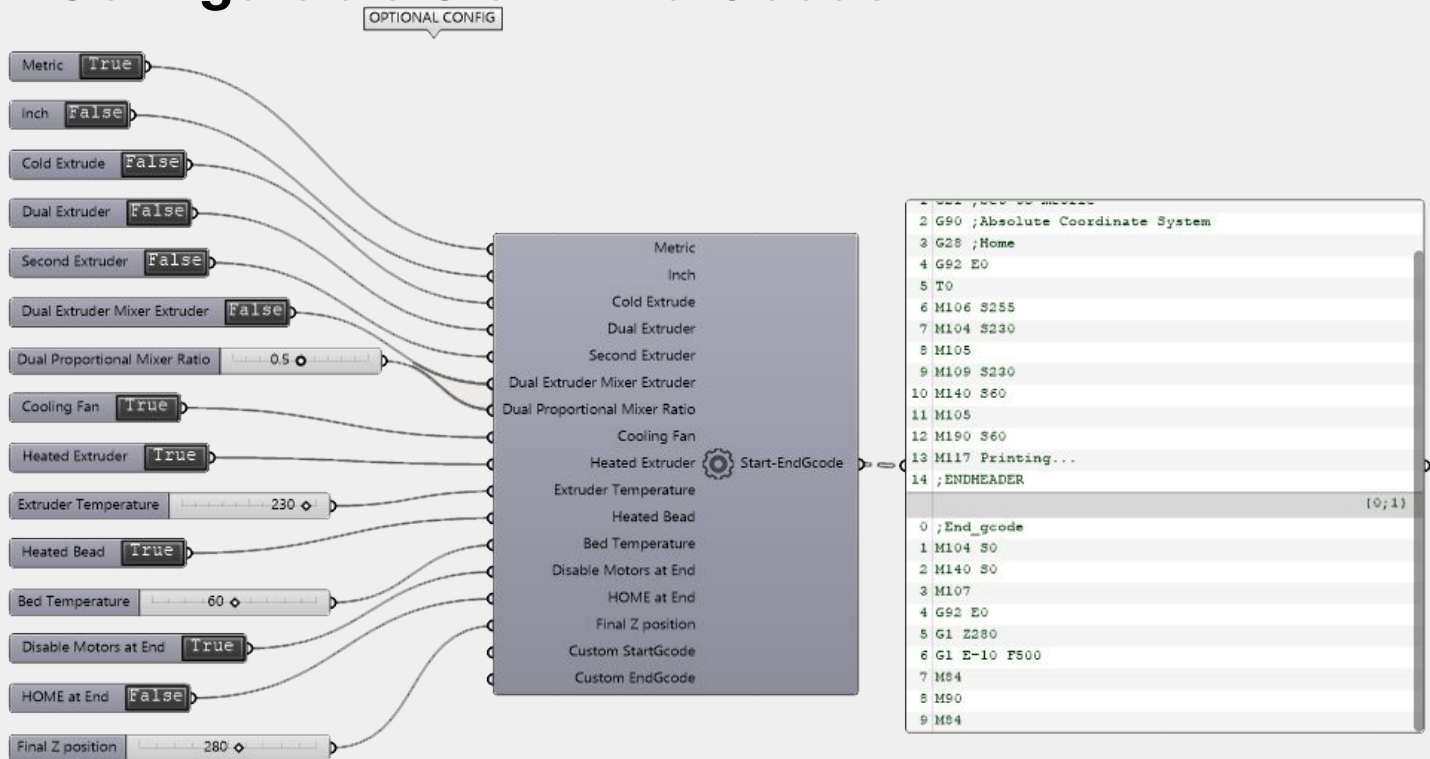 OPTIONAL CONFIG
Metric True
Inch False
Cold Extrude False
Dual Extruder False
Second Extruder False
Dual Extruder Mixer Extruder False
Dual Proportional Mixer Ratio 0.5
Cooling Fan True
Heated Extruder True
Extruder Temperature 230
Heated Bead True
Bed Temperature 60
Disable Motors at End True
HOME at End False
Final Z position 280
Metric
Inch
Cold Extrude
Dual Extruder
Second Extruder
Dual Extruder Mixer Extruder
Dual Proportional Mixer Ratio
Cooling Fan
Heated Extruder
Extruder Temperature
Heated Bead
Bed Temperature
Disable Motors at End
HOME at End
Final Z position
Custom StartGcode
Custom EndGcode
Start-EndGcode
2 G90 ;Absolute Coordinate System
3 G28 ;Home
4 G92 E0
5 T0
6 M106 S255
7 M104 S230
8 M105
9 M109 S230
10 M140 S60
11 M105
12 M190 S60
13 M117 Printing...
14 ;ENDHEADER
{0;1}
0 ;End_gcode
1 M104 S0
2 M140 S0
3 M107
4 G92 E0
5 G1 Z280
6 G1 E-10 F500
7 M84
8 M90
9 M84